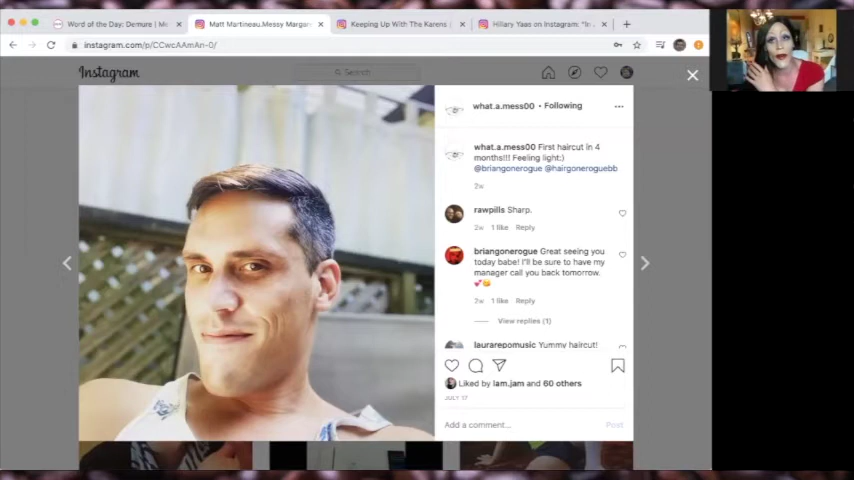 Word of the Day: Demure | Me
Matt Martineau.Messy Margare
Keeping Up With The Karens (
Hillary Yaas on Instagram: "In
instagram.com/p/CCwcAAmAn-0/
Instagram
Search
what.a.mess00 • Following
what.a.mess00 First haircut in 4
months!!! Feeling light:)
@briangonerogue @hairgoneroguebb
2w
rawpills Sharp.
2w 1 like Reply
briangonerogue Great seeing you
today babe! I'll be sure to have my
manager call you back tomorrow.
2w 1 like Reply
View replies (1)
laurarepomusic Yummy haircut!
Liked by iam.jam and 60 others
JULY 17
Add a comment...
Post